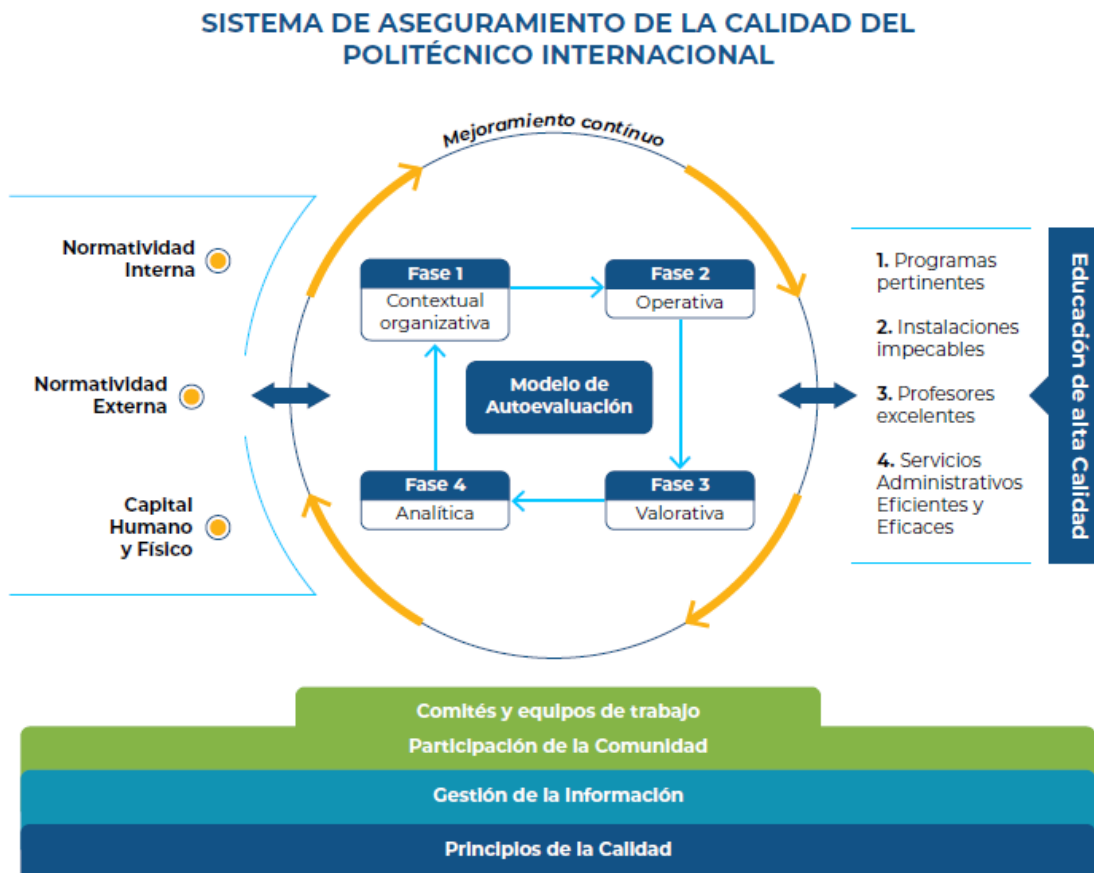 SISTEMA DE ASEGURAMIENTO DE LA CALIDAD DEL
POLITÉCNICO INTERNACIONAL
Mejoramiento contínuo
Normatividad
Interna
Normatividad
Externa
Capital
Humano
y Físico
Fase 1
Contextual
organizativa
Fase 2
Operativa
Modelo de
Autoevaluación
Fase 4
Analítica
Fase 3
Valorativa
1. Programas
pertinentes
2. Instalaciones
impecables
3. Profesores
excelentes
4. Servicios
Administrativos
Eficientes y
Eficaces
Educación de alta Calidad
Comités y equipos de trabajo
Participación de la Comunidad
Gestión de la Información
Principios de la Calidad